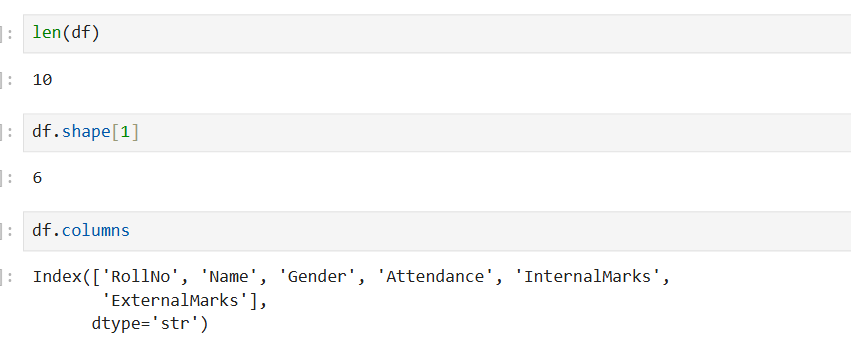 ]:
len(df)
]:
10
]:
df.shape[1]
]:
6
]:
df.columns
]:
Index(['RollNo', 'Name', 'Gender', 'Attendance', 'InternalMarks',
'ExternalMarks'],
dtype='str')